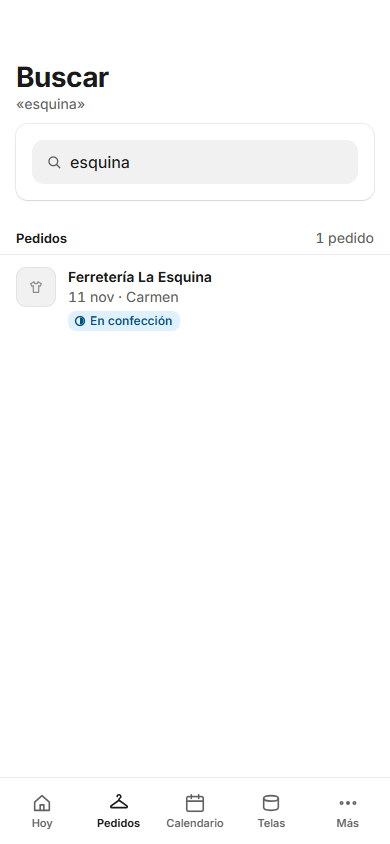 Buscar
«esquina»
esquina
Pedidos
1 pedido
Ferretería La Esquina
11 nov · Carmen
En confección
Hoy
Pedidos
Calendario
Telas
Más